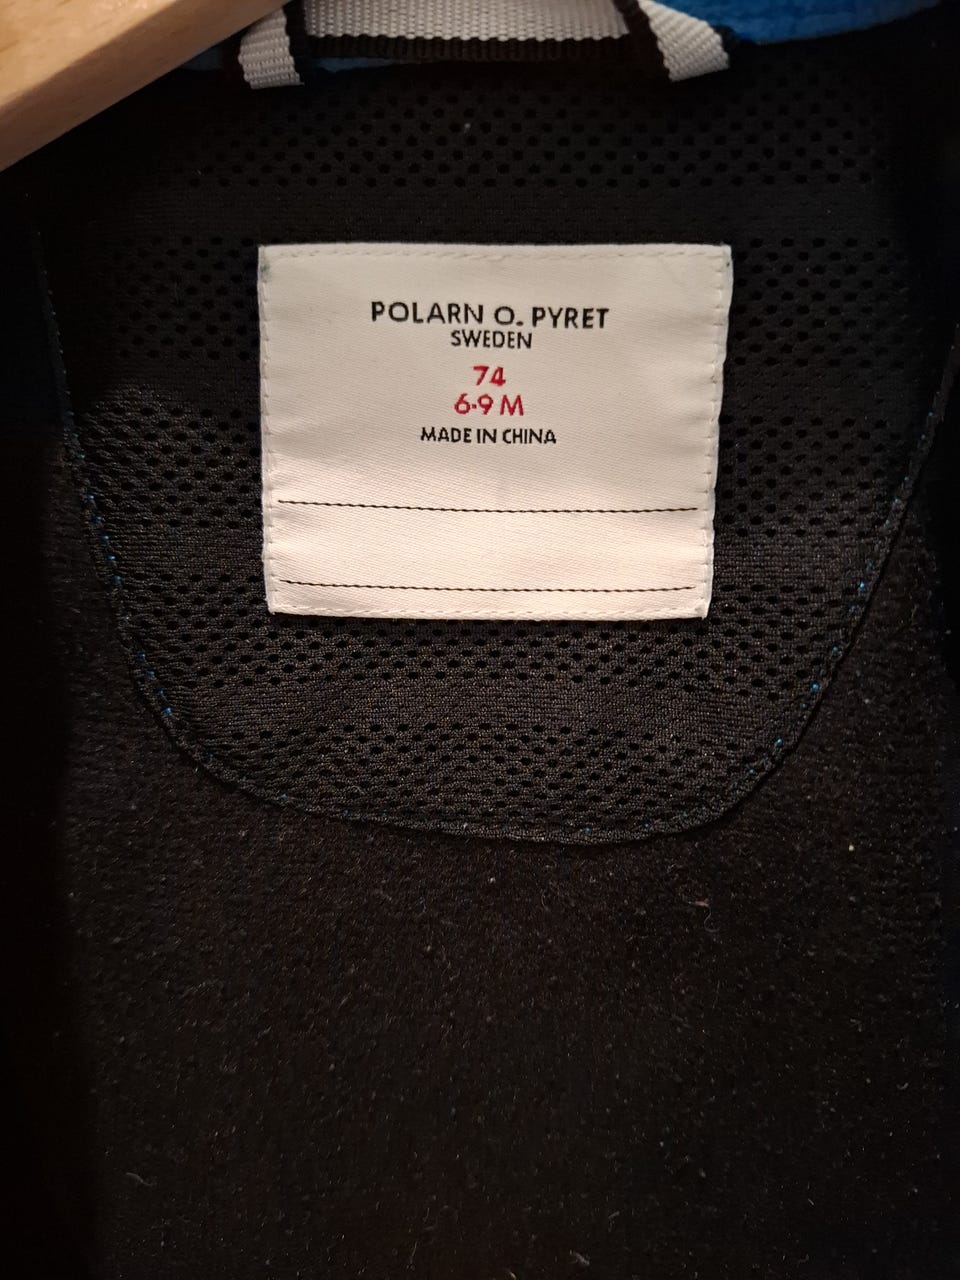 POLARN O. PYRET
SWEDEN
74
6-9 M
MADE IN CHINA